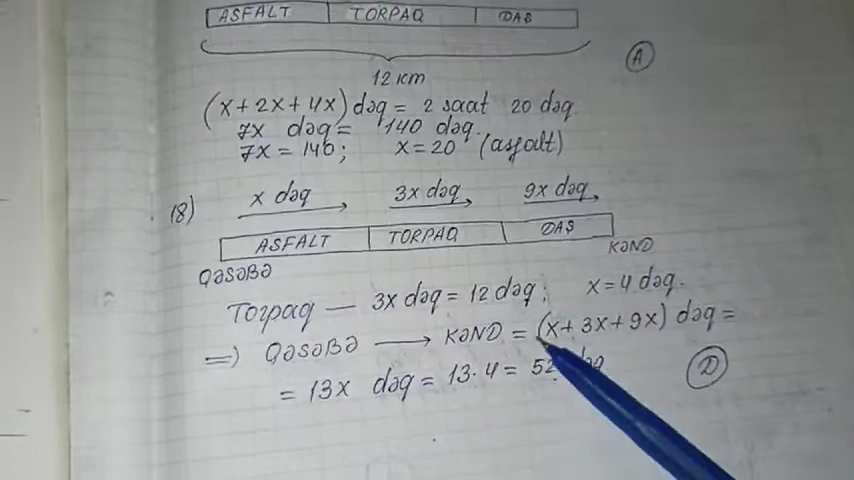 ASFALT TORPAQ DAŞ
12 km
A
(x+2x+4x) dəq = 2 saat 20 dəq.
7x dəq = 140 dəq.
7x = 140; x=20 (asfalt)
18) x dəq 3x dəq 9x dəq
ASFALT TORPAQ DAŞ
QƏSƏBƏ KƏND
Torpaq — 3x dəq = 12 dəq; x=4 dəq.
=> QƏSƏBƏ → KƏND = (x+3x+9x) dəq =
= 13x dəq = 13·4 = 52
D